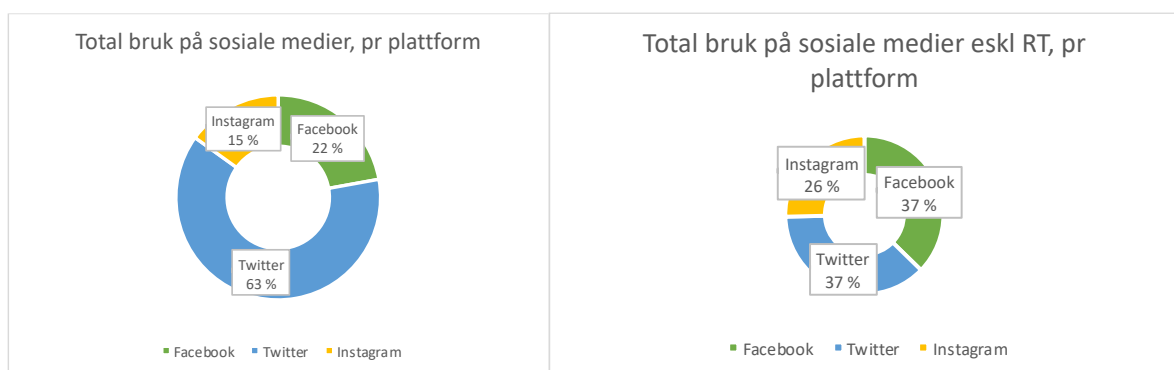 Total bruk på sosiale medier, pr plattform
Instagram
15 %
Facebook
22 %
Twitter
63 %
Facebook Twitter Instagram
Total bruk på sosiale medier eskl RT, pr
plattform
Instagram
26 %
Facebook
37 %
Twitter
37 %
Facebook Twitter Instagram